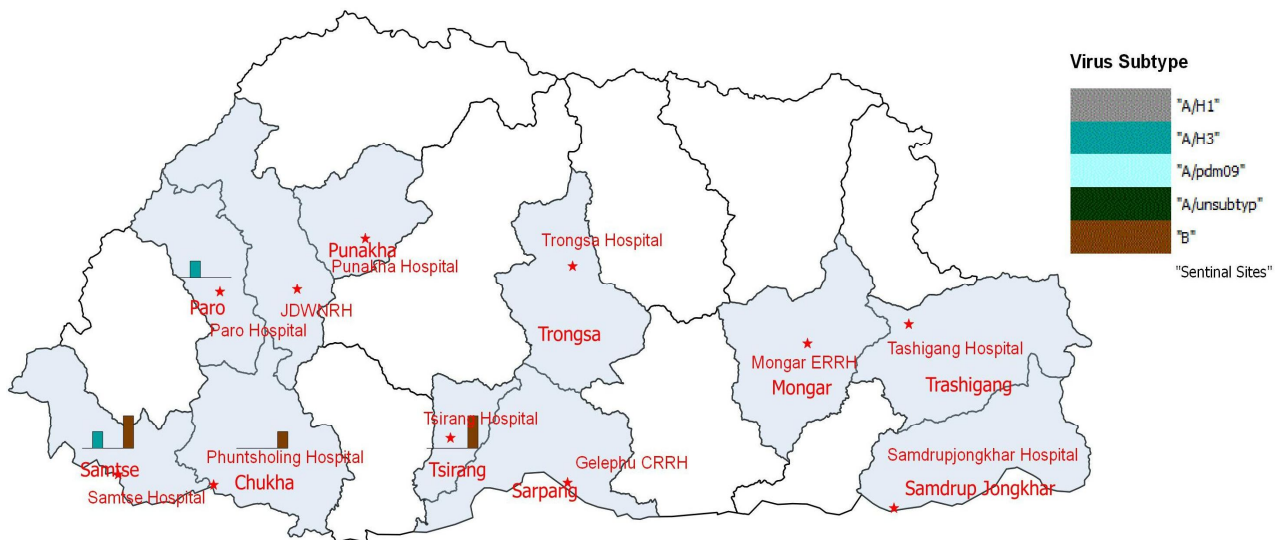 Virus Subtype
"A/H1"
"A/H3"
"A/pdm09"
"A/unsubtyp"
"B"
"Sentinal Sites"
Punakha
Punakha Hospital
Trongsa Hospital
Paro
Paro Hospital
JDWNRH
Trongsa
Mongar ERRH
Mongar
Tashigang Hospital
Trashigang
Tsirang Hospital
Tsirang
Phuntsholing Hospital
Chukha
Samtse
Samtse Hospital
Gelephu CRRH
Sarpang
Samdrupjongkhar Hospital
Samdrup Jongkhar